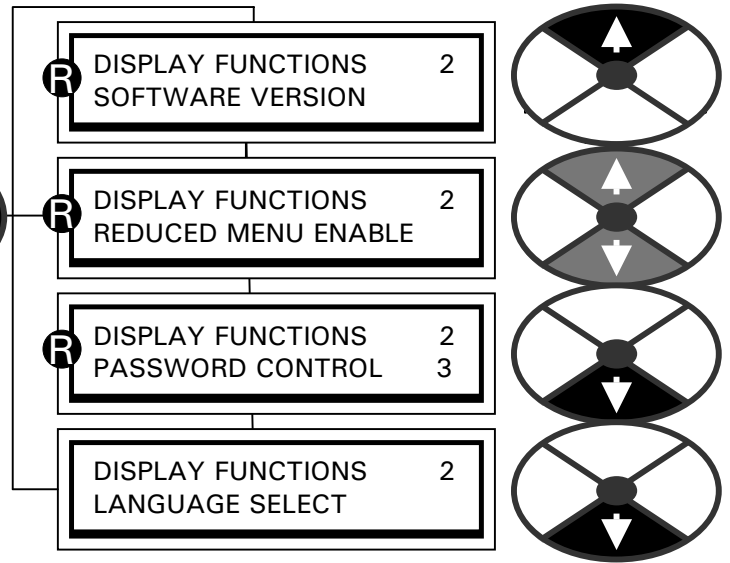 R DISPLAY FUNCTIONS 2
SOFTWARE VERSION
R DISPLAY FUNCTIONS 2
REDUCED MENU ENABLE
R DISPLAY FUNCTIONS 2
PASSWORD CONTROL 3
DISPLAY FUNCTIONS 2
LANGUAGE SELECT